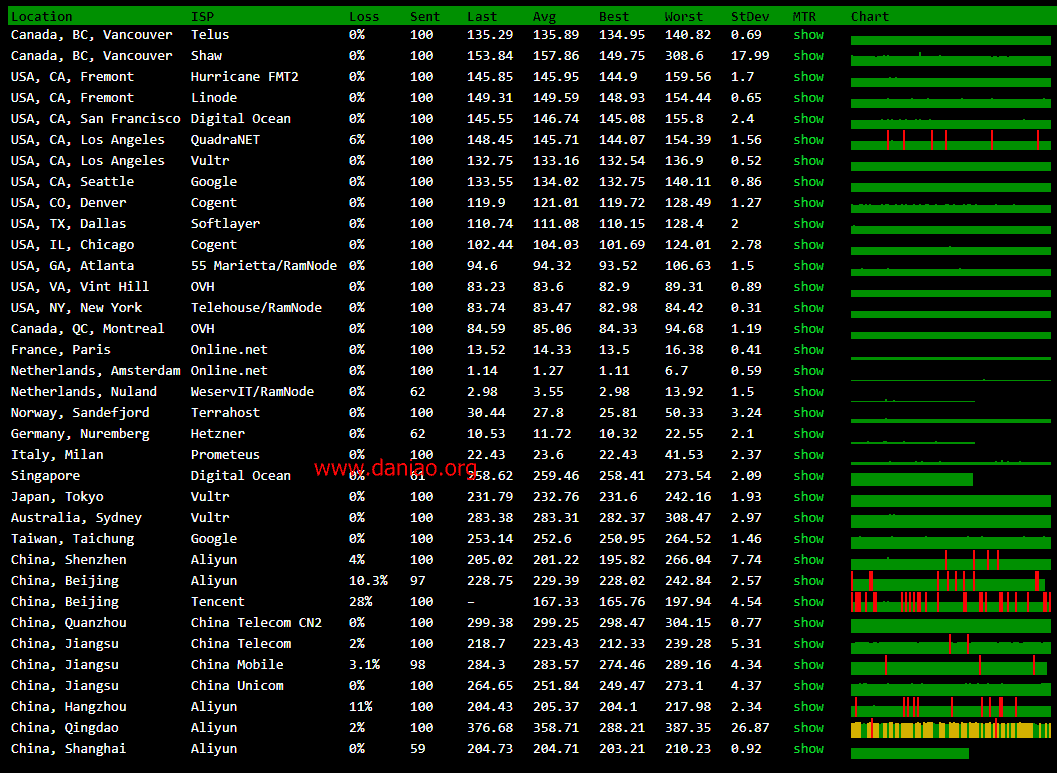 Location ISP Loss Sent Last Avg Best Worst StDev MTR Chart
Canada, BC, Vancouver Telus 0% 100 135.29 135.89 134.95 140.82 0.69 show
Canada, BC, Vancouver Shaw 0% 100 153.84 157.86 149.75 308.6 17.99 show
USA, CA, Fremont Hurricane FMT2 0% 100 145.85 145.95 144.9 159.56 1.7 show
USA, CA, Fremont Linode 0% 100 149.31 149.59 148.93 154.44 0.65 show
USA, CA, San Francisco Digital Ocean 0% 100 145.55 146.74 145.08 155.8 2.4 show
USA, CA, Los Angeles QuadraNET 6% 100 148.45 145.71 144.07 154.39 1.56 show
USA, CA, Los Angeles Vultr 0% 100 132.75 133.16 132.54 136.9 0.52 show
USA, CA, Seattle Google 0% 100 133.55 134.02 132.75 140.11 0.86 show
USA, CO, Denver Cogent 0% 100 119.9 121.01 119.72 128.49 1.27 show
USA, TX, Dallas Softlayer 0% 100 110.74 111.08 110.15 128.4 2 show
USA, IL, Chicago Cogent 0% 100 102.44 104.03 101.69 124.01 2.78 show
USA, GA, Atlanta 55 Marietta/RamNode 0% 100 94.6 94.32 93.52 106.63 1.5 show
USA, VA, Vint Hill OVH 0% 100 83.23 83.6 82.9 89.31 0.89 show
USA, NY, New York Telehouse/RamNode 0% 100 83.74 83.47 82.98 84.42 0.31 show
Canada, QC, Montreal OVH 0% 100 84.59 85.06 84.33 94.68 1.19 show
France, Paris Online.net 0% 100 13.52 14.33 13.5 16.38 0.41 show
Netherlands, Amsterdam Online.net 0% 100 1.14 1.27 1.11 6.7 0.59 show
Netherlands, Nuland WeservIT/RamNode 0% 62 2.98 3.55 2.98 13.92 1.5 show
Norway, Sandefjord Terrahost 0% 100 30.44 27.8 25.81 50.33 3.24 show
Germany, Nuremberg Hetzner 0% 62 10.53 11.72 10.32 22.55 2.1 show
Italy, Milan Prometeus 0% 100 22.43 23.6 22.43 41.53 2.37 show
www.daniao.org
Singapore Digital Ocean 0% 61 258.62 259.46 258.41 273.54 2.09 show
Japan, Tokyo Vultr 0% 100 231.79 232.76 231.6 242.16 1.93 show
Australia, Sydney Vultr 0% 100 283.38 283.31 282.37 308.47 2.97 show
Taiwan, Taichung Google 0% 100 253.14 252.6 250.95 264.52 1.46 show
China, Shenzhen Aliyun 4% 100 205.02 201.22 195.82 266.04 7.74 show
China, Beijing Aliyun 10.3% 97 228.75 229.39 228.02 242.84 2.57 show
China, Beijing Tencent 28% 100 – 167.33 165.76 197.94 4.54 show
China, Quanzhou China Telecom CN2 0% 100 299.38 299.25 298.47 304.15 0.77 show
China, Jiangsu China Telecom 2% 100 218.7 223.43 212.33 239.28 5.31 show
China, Jiangsu China Mobile 3.1% 98 284.3 283.57 274.46 289.16 4.34 show
China, Jiangsu China Unicom 0% 100 264.65 251.84 249.47 273.1 4.37 show
China, Hangzhou Aliyun 11% 100 204.43 205.37 204.1 217.98 2.34 show
China, Qingdao Aliyun 2% 100 376.68 358.71 288.21 387.35 26.87 show
China, Shanghai Aliyun 0% 59 204.73 204.71 203.21 210.23 0.92 show